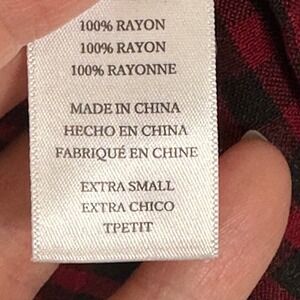 100% RAYON
100% RAYON
100% RAYONNE
MADE IN CHINA
HECHO EN CHINA
FABRIQUÉ EN CHINE
EXTRA SMALL
EXTRA CHICO
TPETIT